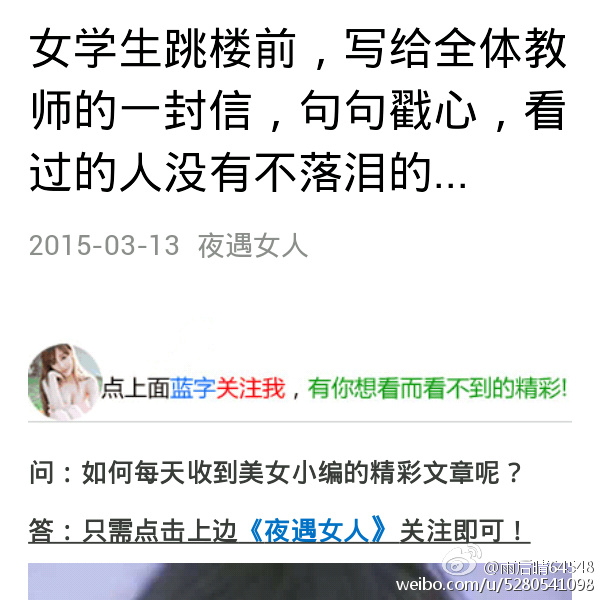 女学生跳楼前，写给全体教
师的一封信，句句戳心，看
过的人没有不落泪的...
2015-03-13 夜遇女人
点上面蓝字关注我，有你想看而看不到的精彩!
问：如何每天收到美女小编的精彩文章呢？
答：只需点击上边《夜遇女人》关注即可！
@雨后晴64548
weibo.com/u/5280541098